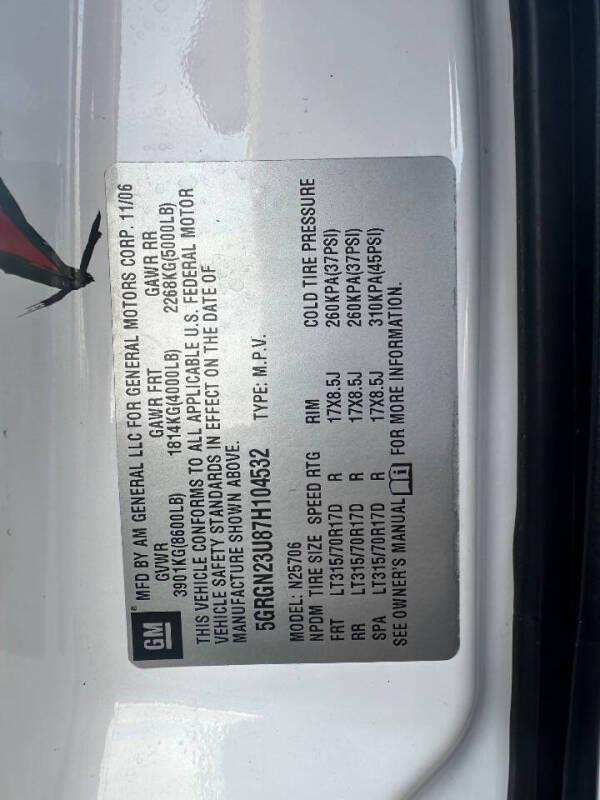 GM® MFD BY AM GENERAL LLC FOR GENERAL MOTORS CORP. 11/06
GVWR GAWR FRT GAWR RR
3901KG(8600LB) 1814KG(4000LB) 2268KG(5000LB)
THIS VEHICLE CONFORMS TO ALL APPLICABLE U.S. FEDERAL MOTOR
VEHICLE SAFETY STANDARDS IN EFFECT ON THE DATE OF
MANUFACTURE SHOWN ABOVE.
5GRGN23U87H104532 TYPE: M.P.V.
MODEL: N25706
NPDM TIRE SIZE SPEED RTG RIM COLD TIRE PRESSURE
FRT LT315/70R17D R 17X8.5J 260KPA(37PSI)
RR LT315/70R17D R 17X8.5J 260KPA(37PSI)
SPA LT315/70R17D R 17X8.5J 310KPA(45PSI)
SEE OWNER'S MANUAL FOR MORE INFORMATION.